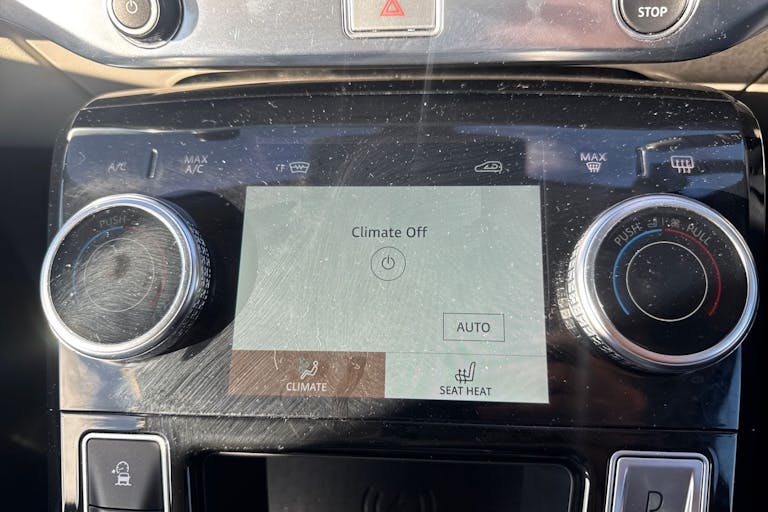 STOP
A/C
MAX
A/C
MAX
PUSH
PUSH
PULL
Climate Off
AUTO
CLIMATE
SEAT HEAT
P